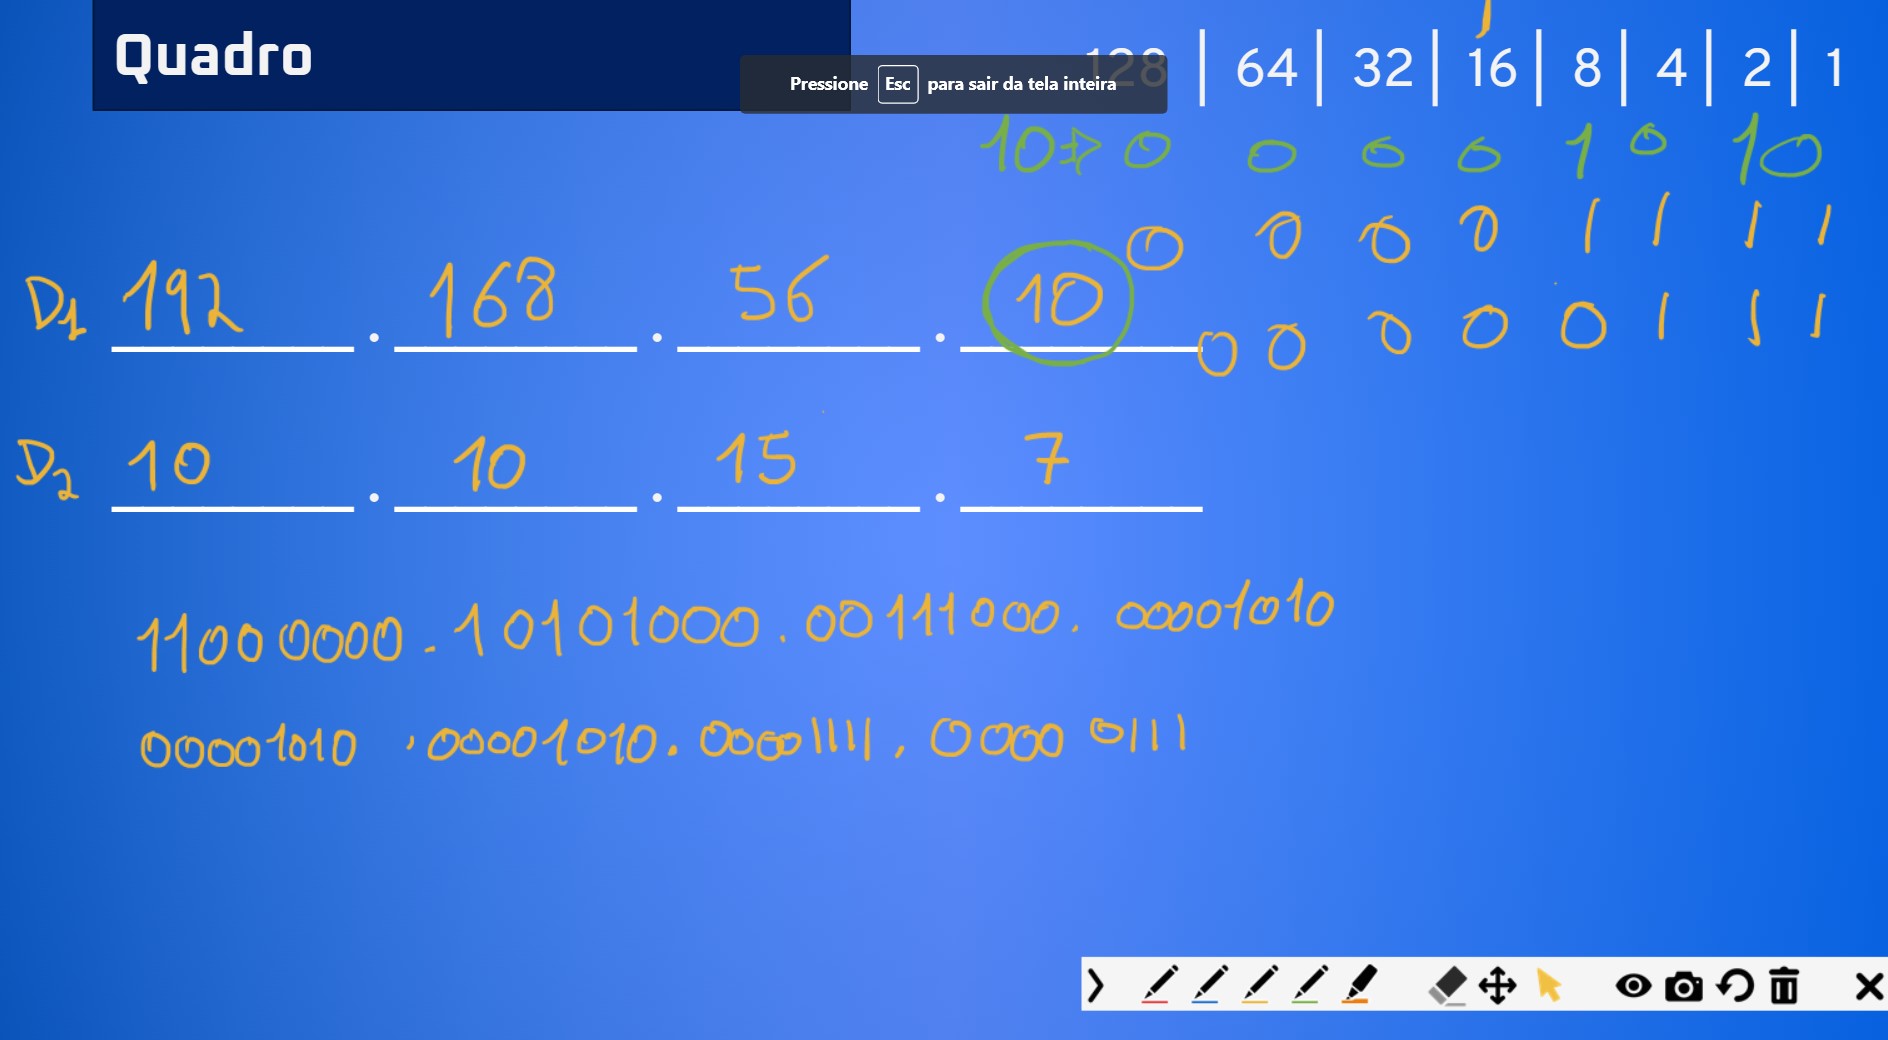 Quadro
128 | 64 | 32 | 16 | 8 | 4 | 2 | 1
Pressione Esc para sair da tela inteira
10⇒ 0 0 0 0 1 0 1 0
0 0 0 0 1 1 1 1
D1 192 . 168 . 56 . 10
0 0 0 0 0 1 1 1
D2 10 . 10 . 15 . 7
11000000.10101000.00111000.00001010
00001010.00001010.00001111.00000111